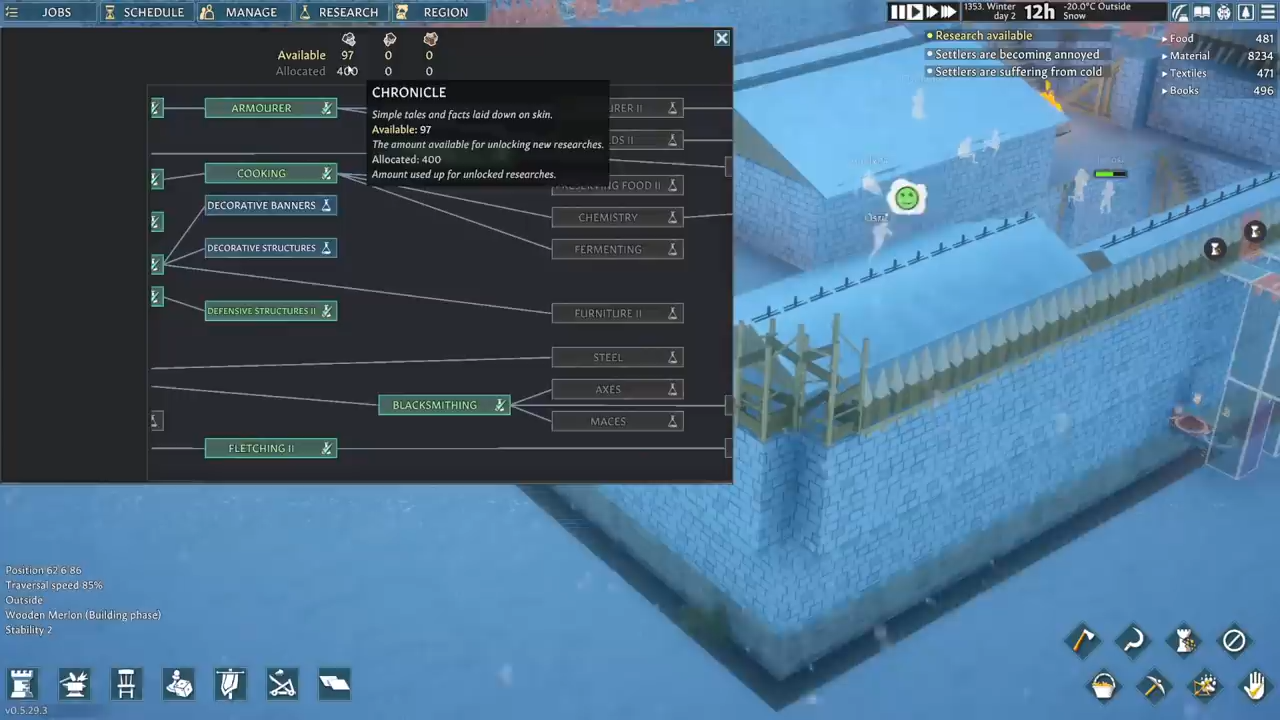 JOBS
SCHEDULE
MANAGE
RESEARCH
REGION
1353. Winter
day 2
12h
-20.0°C Outside
Snow
Research available
Settlers are becoming annoyed
Settlers are suffering from cold
Food 481
Material 8234
Textiles 471
Books 496
Available 97 0 0
Allocated 400 0 0
CHRONICLE
Simple tales and facts laid down on skin.
Available: 97
The amount available for unlocking new researches.
Allocated: 400
Amount used up for unlocked researches.
ARMOURER
COOKING
PRESERVING FOOD II
DECORATIVE BANNERS
CHEMISTRY
DECORATIVE STRUCTURES
FERMENTING
DEFENSIVE STRUCTURES II
FURNITURE II
STEEL
AXES
BLACKSMITHING
MACES
FLETCHING II
Position 62 6 86
Traversal speed 85%
Outside
Wooden Merlon (Building phase)
Stability 2
v0.5.29.3